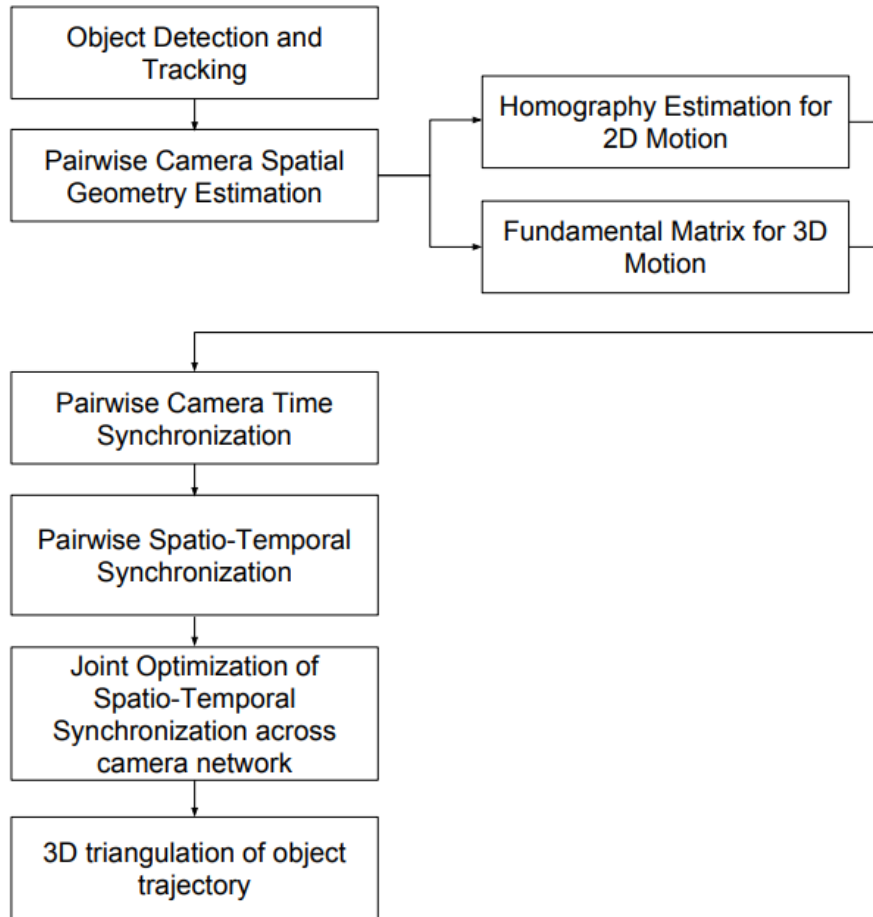 Object Detection and
Tracking
Pairwise Camera Spatial
Geometry Estimation
Homography Estimation for
2D Motion
Fundamental Matrix for 3D
Motion
Pairwise Camera Time
Synchronization
Pairwise Spatio-Temporal
Synchronization
Joint Optimization of
Spatio-Temporal
Synchronization across
camera network
3D triangulation of object
trajectory